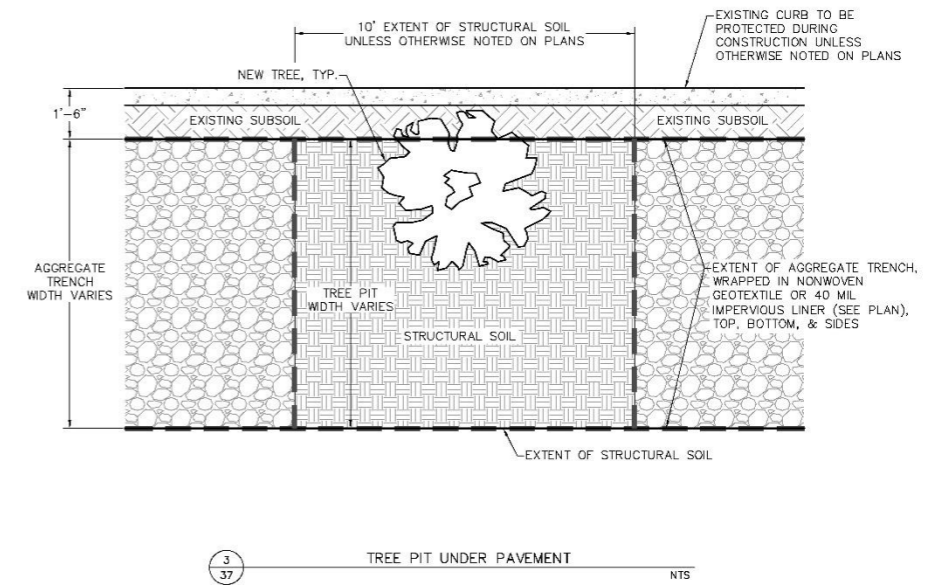 10' EXTENT OF STRUCTURAL SOIL
UNLESS OTHERWISE NOTED ON PLANS
EXISTING CURB TO BE
PROTECTED DURING
CONSTRUCTION UNLESS
OTHERWISE NOTED ON PLANS
NEW TREE, TYP.
1'-6"
EXISTING SUBSOIL
EXISTING SUBSOIL
AGGREGATE
TRENCH
WIDTH VARIES
TREE PIT
WIDTH VARIES
STRUCTURAL SOIL
EXTENT OF AGGREGATE TRENCH,
WRAPPED IN NONWOVEN
GEOTEXTILE OR 40 MIL
IMPERVIOUS LINER (SEE PLAN),
TOP, BOTTOM, & SIDES
EXTENT OF STRUCTURAL SOIL
3
37
TREE PIT UNDER PAVEMENT
NTS